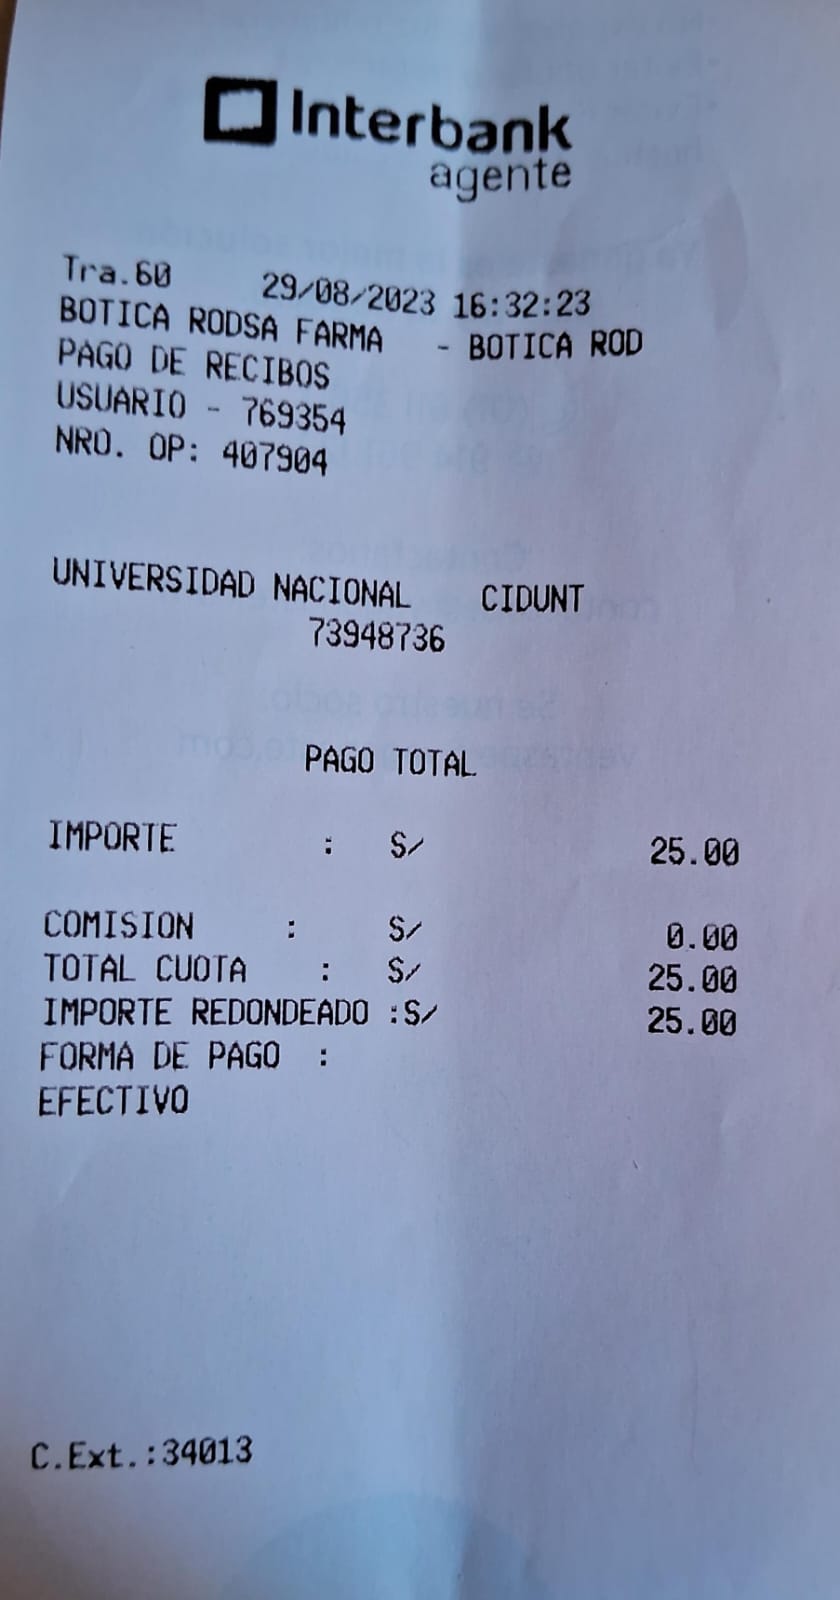 Interbank
agente
Tra.60 29/08/2023 16:32:23
BOTICA RODSA FARMA - BOTICA ROD
PAGO DE RECIBOS
USUARIO - 769354
NRO. OP: 407904
UNIVERSIDAD NACIONAL CIDUNT
73948736
PAGO TOTAL
IMPORTE : S/ 25.00
COMISION : S/ 0.00
TOTAL CUOTA : S/ 25.00
IMPORTE REDONDEADO :S/ 25.00
FORMA DE PAGO :
EFECTIVO
C.Ext.:34013